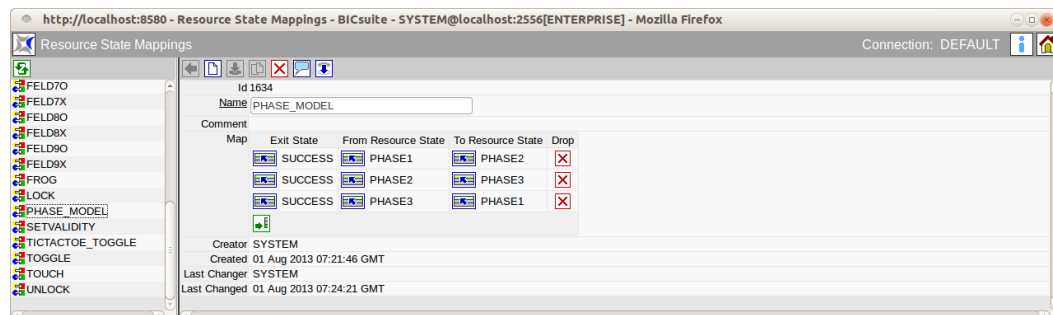 http://localhost:8580 - Resource State Mappings - BICsuite - SYSTEM@localhost:2556[ENTERPRISE] - Mozilla Firefox
Resource State Mappings Connection: DEFAULT
FELD7O
FELD7X
FELD8O
FELD8X
FELD9O
FELD9X
FROG
LOCK
PHASE_MODEL
SETVALIDITY
TICTACTOE_TOGGLE
TOGGLE
TOUCH
UNLOCK
Id 1634
Name PHASE_MODEL
Comment
Map Exit State From Resource State To Resource State Drop
SUCCESS PHASE1 PHASE2
SUCCESS PHASE2 PHASE3
SUCCESS PHASE3 PHASE1
Creator SYSTEM
Created 01 Aug 2013 07:21:46 GMT
Last Changer SYSTEM
Last Changed 01 Aug 2013 07:24:21 GMT